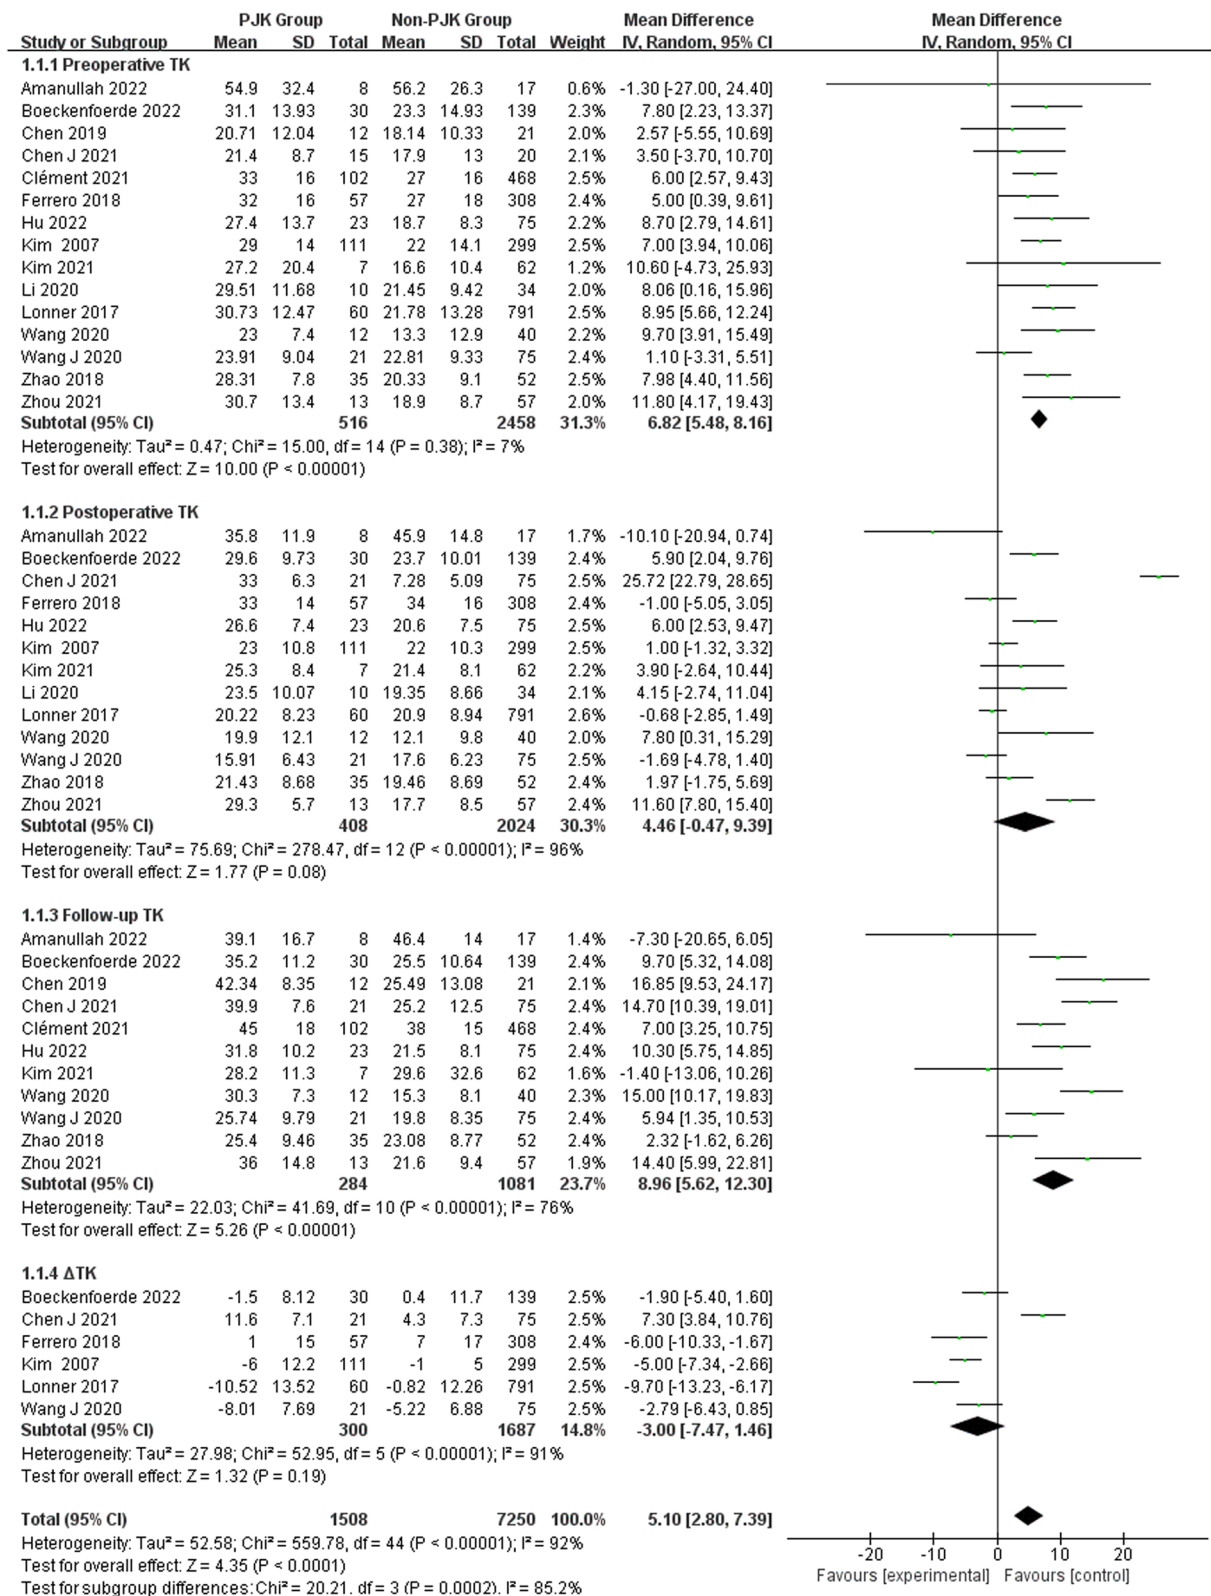 PJK Group Non-PJK Group Mean Difference Mean Difference
Study or Subgroup Mean SD Total Mean SD Total Weight IV, Random, 95% CI IV, Random, 95% CI
1.1.1 Preoperative TK
Amanullah 2022 54.9 32.4 8 56.2 26.3 17 0.6% -1.30 [-27.00, 24.40]
Boeckenfoerde 2022 31.1 13.93 30 23.3 14.93 139 2.3% 7.80 [2.23, 13.37]
Chen 2019 20.71 12.04 12 18.14 10.33 21 2.0% 2.57 [-5.55, 10.69]
Chen J 2021 21.4 8.7 15 17.9 13 20 2.1% 3.50 [-3.70, 10.70]
Clément 2021 33 16 102 27 16 468 2.5% 6.00 [2.57, 9.43]
Ferrero 2018 32 16 57 27 18 308 2.4% 5.00 [0.39, 9.61]
Hu 2022 27.4 13.7 23 18.7 8.3 75 2.2% 8.70 [2.79, 14.61]
Kim 2007 29 14 111 22 14.1 299 2.5% 7.00 [3.94, 10.06]
Kim 2021 27.2 20.4 7 16.6 10.4 62 1.2% 10.60 [-4.73, 25.93]
Li 2020 29.51 11.68 10 21.45 9.42 34 2.0% 8.06 [0.16, 15.96]
Lonner 2017 30.73 12.47 60 21.78 13.28 791 2.5% 8.95 [5.66, 12.24]
Wang 2020 23 7.4 12 13.3 12.9 40 2.2% 9.70 [3.91, 15.49]
Wang J 2020 23.91 9.04 21 22.81 9.33 75 2.4% 1.10 [-3.31, 5.51]
Zhao 2018 28.31 7.8 35 20.33 9.1 52 2.5% 7.98 [4.40, 11.56]
Zhou 2021 30.7 13.4 13 18.9 8.7 57 2.0% 11.80 [4.17, 19.43]
Subtotal (95% CI) 516 2458 31.3% 6.82 [5.48, 8.16]
Heterogeneity: Tau² = 0.47; Chi² = 15.00, df = 14 (P = 0.38); I² = 7%
Test for overall effect: Z = 10.00 (P < 0.00001)
1.1.2 Postoperative TK
Amanullah 2022 35.8 11.9 8 45.9 14.8 17 1.7% -10.10 [-20.94, 0.74]
Boeckenfoerde 2022 29.6 9.73 30 23.7 10.01 139 2.4% 5.90 [2.04, 9.76]
Chen J 2021 33 6.3 21 7.28 5.09 75 2.5% 25.72 [22.79, 28.65]
Ferrero 2018 33 14 57 34 16 308 2.4% -1.00 [-5.05, 3.05]
Hu 2022 26.6 7.4 23 20.6 7.5 75 2.5% 6.00 [2.53, 9.47]
Kim 2007 23 10.8 111 22 10.3 299 2.5% 1.00 [-1.32, 3.32]
Kim 2021 25.3 8.4 7 21.4 8.1 62 2.2% 3.90 [-2.64, 10.44]
Li 2020 23.5 10.07 10 19.35 8.66 34 2.1% 4.15 [-2.74, 11.04]
Lonner 2017 20.22 8.23 60 20.9 8.94 791 2.6% -0.68 [-2.85, 1.49]
Wang 2020 19.9 12.1 12 12.1 9.8 40 2.0% 7.80 [0.31, 15.29]
Wang J 2020 15.91 6.43 21 17.6 6.23 75 2.5% -1.69 [-4.78, 1.40]
Zhao 2018 21.43 8.68 35 19.46 8.69 52 2.4% 1.97 [-1.75, 5.69]
Zhou 2021 29.3 5.7 13 17.7 8.5 57 2.4% 11.60 [7.80, 15.40]
Subtotal (95% CI) 408 2024 30.3% 4.46 [-0.47, 9.39]
Heterogeneity: Tau² = 75.69; Chi² = 278.47, df = 12 (P < 0.00001); I² = 96%
Test for overall effect: Z = 1.77 (P = 0.08)
1.1.3 Follow-up TK
Amanullah 2022 39.1 16.7 8 46.4 14 17 1.4% -7.30 [-20.65, 6.05]
Boeckenfoerde 2022 35.2 11.2 30 25.5 10.64 139 2.4% 9.70 [5.32, 14.08]
Chen 2019 42.34 8.35 12 25.49 13.08 21 2.1% 16.85 [9.53, 24.17]
Chen J 2021 39.9 7.6 21 25.2 12.5 75 2.4% 14.70 [10.39, 19.01]
Clément 2021 45 18 102 38 15 468 2.4% 7.00 [3.25, 10.75]
Hu 2022 31.8 10.2 23 21.5 8.1 75 2.4% 10.30 [5.75, 14.85]
Kim 2021 28.2 11.3 7 29.6 32.6 62 1.6% -1.40 [-13.06, 10.26]
Wang 2020 30.3 7.3 12 15.3 8.1 40 2.3% 15.00 [10.17, 19.83]
Wang J 2020 25.74 9.79 21 19.8 8.35 75 2.4% 5.94 [1.35, 10.53]
Zhao 2018 25.4 9.46 35 23.08 8.77 52 2.4% 2.32 [-1.62, 6.26]
Zhou 2021 36 14.8 13 21.6 9.4 57 1.9% 14.40 [5.99, 22.81]
Subtotal (95% CI) 284 1081 23.7% 8.96 [5.62, 12.30]
Heterogeneity: Tau² = 22.03; Chi² = 41.69, df = 10 (P < 0.00001); I² = 76%
Test for overall effect: Z = 5.26 (P < 0.00001)
1.1.4 ΔTK
Boeckenfoerde 2022 -1.5 8.12 30 0.4 11.7 139 2.5% -1.90 [-5.40, 1.60]
Chen J 2021 11.6 7.1 21 4.3 7.3 75 2.5% 7.30 [3.84, 10.76]
Ferrero 2018 1 15 57 7 17 308 2.4% -6.00 [-10.33, -1.67]
Kim 2007 -6 12.2 111 -1 5 299 2.5% -5.00 [-7.34, -2.66]
Lonner 2017 -10.52 13.52 60 -0.82 12.26 791 2.5% -9.70 [-13.23, -6.17]
Wang J 2020 -8.01 7.69 21 -5.22 6.88 75 2.5% -2.79 [-6.43, 0.85]
Subtotal (95% CI) 300 1687 14.8% -3.00 [-7.47, 1.46]
Heterogeneity: Tau² = 27.98; Chi² = 52.95, df = 5 (P < 0.00001); I² = 91%
Test for overall effect: Z = 1.32 (P = 0.19)
Total (95% CI) 1508 7250 100.0% 5.10 [2.80, 7.39]
Heterogeneity: Tau² = 52.58; Chi² = 559.78, df = 44 (P < 0.00001); I² = 92%
Test for overall effect: Z = 4.35 (P < 0.0001)
Test for subgroup differences: Chi² = 20.21, df = 3 (P = 0.0002), I² = 85.2%
-20 -10 0 10 20
Favours [experimental] Favours [control]